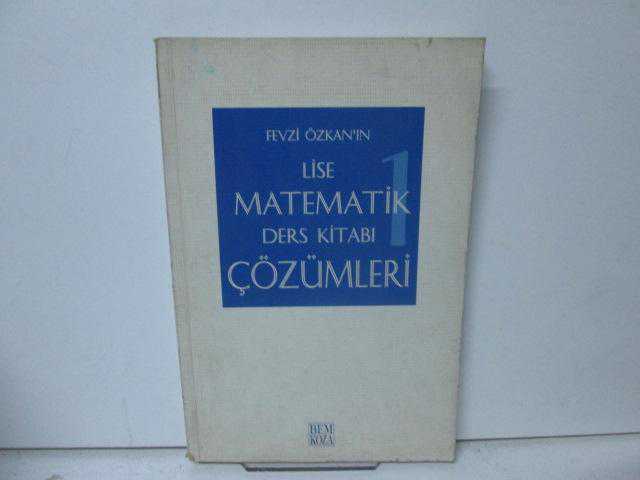 FEVZİ ÖZKAN'IN
LİSE
1
MATEMATİK
DERS KİTABI
ÇÖZÜMLERİ
BEM
KOZA